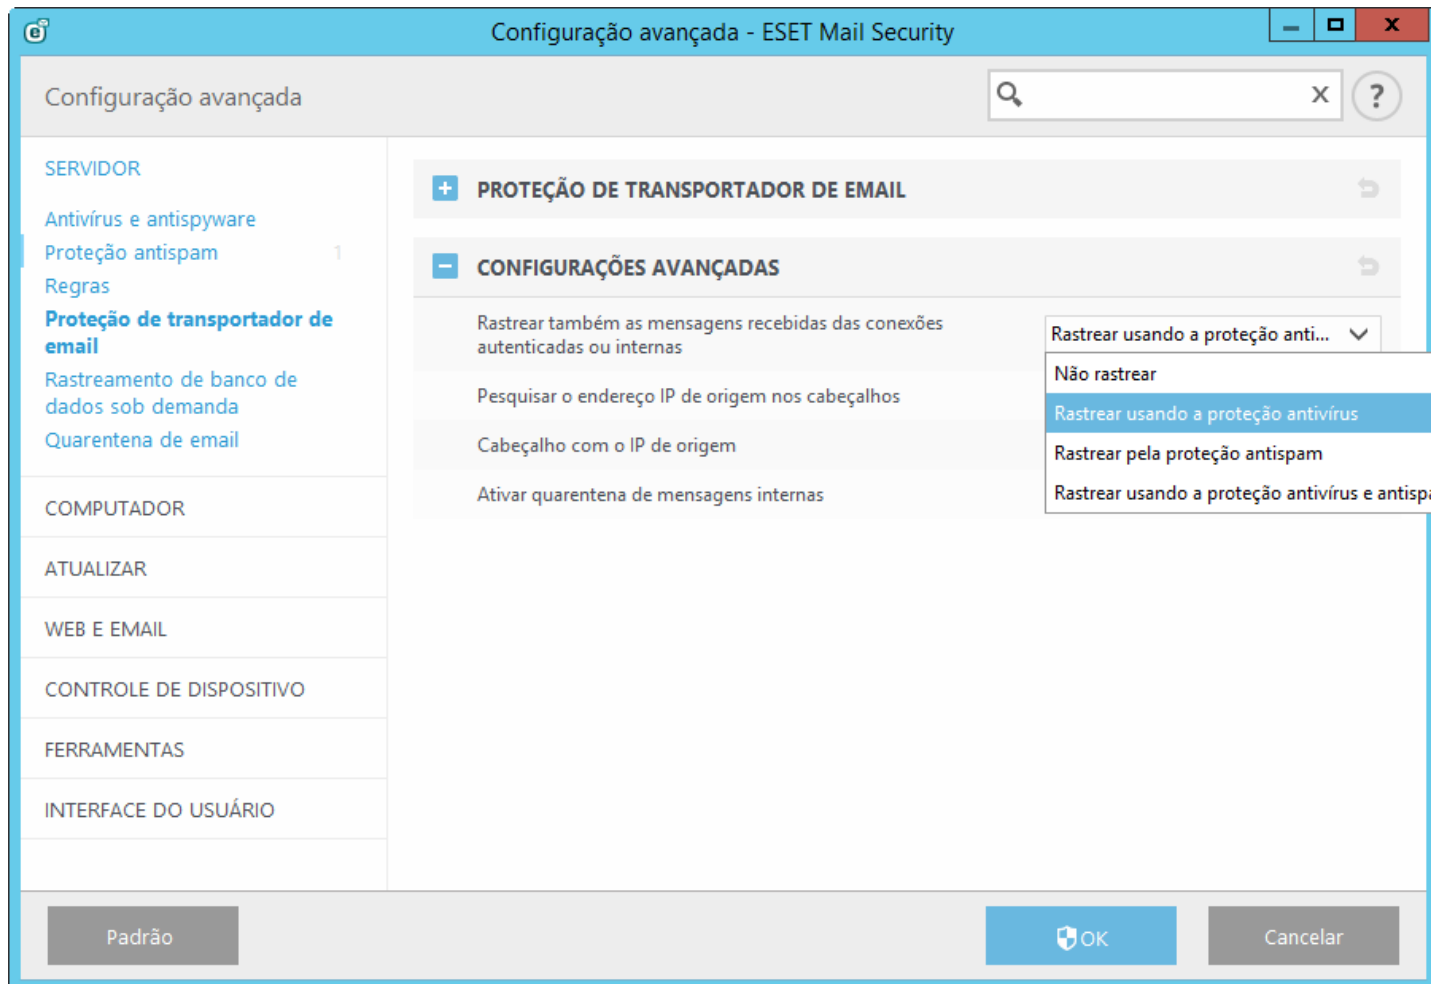 Configuração avançada - ESET Mail Security
Configuração avançada
?
SERVIDOR
Antivírus e antispyware
Proteção antispam 1
Regras
Proteção de transportador de
email
Rastreamento de banco de
dados sob demanda
Quarentena de email
COMPUTADOR
ATUALIZAR
WEB E EMAIL
CONTROLE DE DISPOSITIVO
FERRAMENTAS
INTERFACE DO USUÁRIO
PROTEÇÃO DE TRANSPORTADOR DE EMAIL
CONFIGURAÇÕES AVANÇADAS
Rastrear também as mensagens recebidas das conexões
autenticadas ou internas
Rastrear usando a proteção anti...
Não rastrear
Rastrear usando a proteção antivírus
Rastrear pela proteção antispam
Rastrear usando a proteção antivírus e antispa
Pesquisar o endereço IP de origem nos cabeçalhos
Cabeçalho com o IP de origem
Ativar quarentena de mensagens internas
Padrão
OK
Cancelar